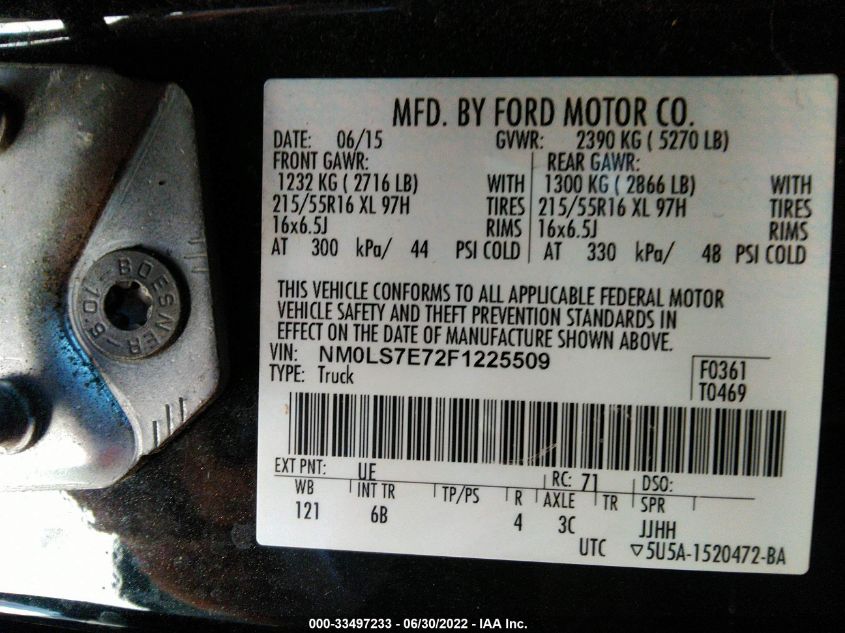 MFD. BY FORD MOTOR CO.
DATE: 06/15 GVWR: 2390 KG ( 5270 LB)
FRONT GAWR: REAR GAWR:
1232 KG ( 2716 LB) WITH 1300 KG ( 2866 LB) WITH
215/55R16 XL 97H TIRES 215/55R16 XL 97H TIRES
16x6.5J RIMS 16x6.5J RIMS
AT 300 kPa/ 44 PSI COLD AT 330 kPa/ 48 PSI COLD
THIS VEHICLE CONFORMS TO ALL APPLICABLE FEDERAL MOTOR
VEHICLE SAFETY AND THEFT PREVENTION STANDARDS IN
EFFECT ON THE DATE OF MANUFACTURE SHOWN ABOVE.
VIN: NM0LS7E72F1225509
TYPE: Truck
F0361
T0469
EXT PNT: UE RC: 71 DSO:
WB INT TR TP/PS R AXLE TR SPR
121 6B 4 3C JJHH
UTC ▽5U5A-1520472-BA
BOESNER - 10.9 -
000-33497233 - 06/30/2022 - IAA Inc.